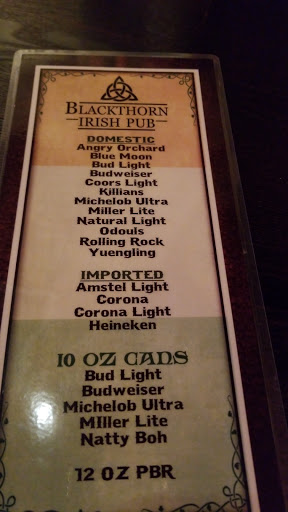 BLACKTHORN
IRISH PUB
DOMESTIC
Angry Orchard
Blue Moon
Bud Light
Budweiser
Coors Light
Killians
Michelob Ultra
Miller Lite
Natural Light
Odouls
Rolling Rock
Yuengling
IMPORTED
Amstel Light
Corona
Corona Light
Heineken
10 OZ CANS
Bud Light
Budweiser
Michelob Ultra
MIller Lite
Natty Boh
12 OZ PBR